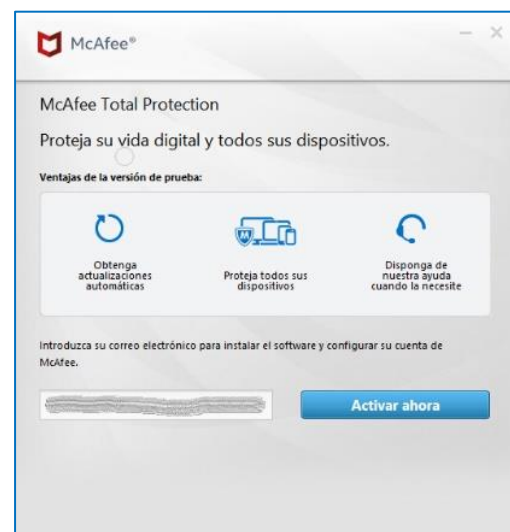 McAfee®
McAfee Total Protection
Proteja su vida digital y todos sus dispositivos.
Ventajas de la versión de prueba:
Obtenga
actualizaciones
automáticas
Proteja todos sus
dispositivos
Disponga de
nuestra ayuda
cuando la necesite
Introduzca su correo electrónico para instalar el software y configurar su cuenta de
McAfee.
Activar ahora